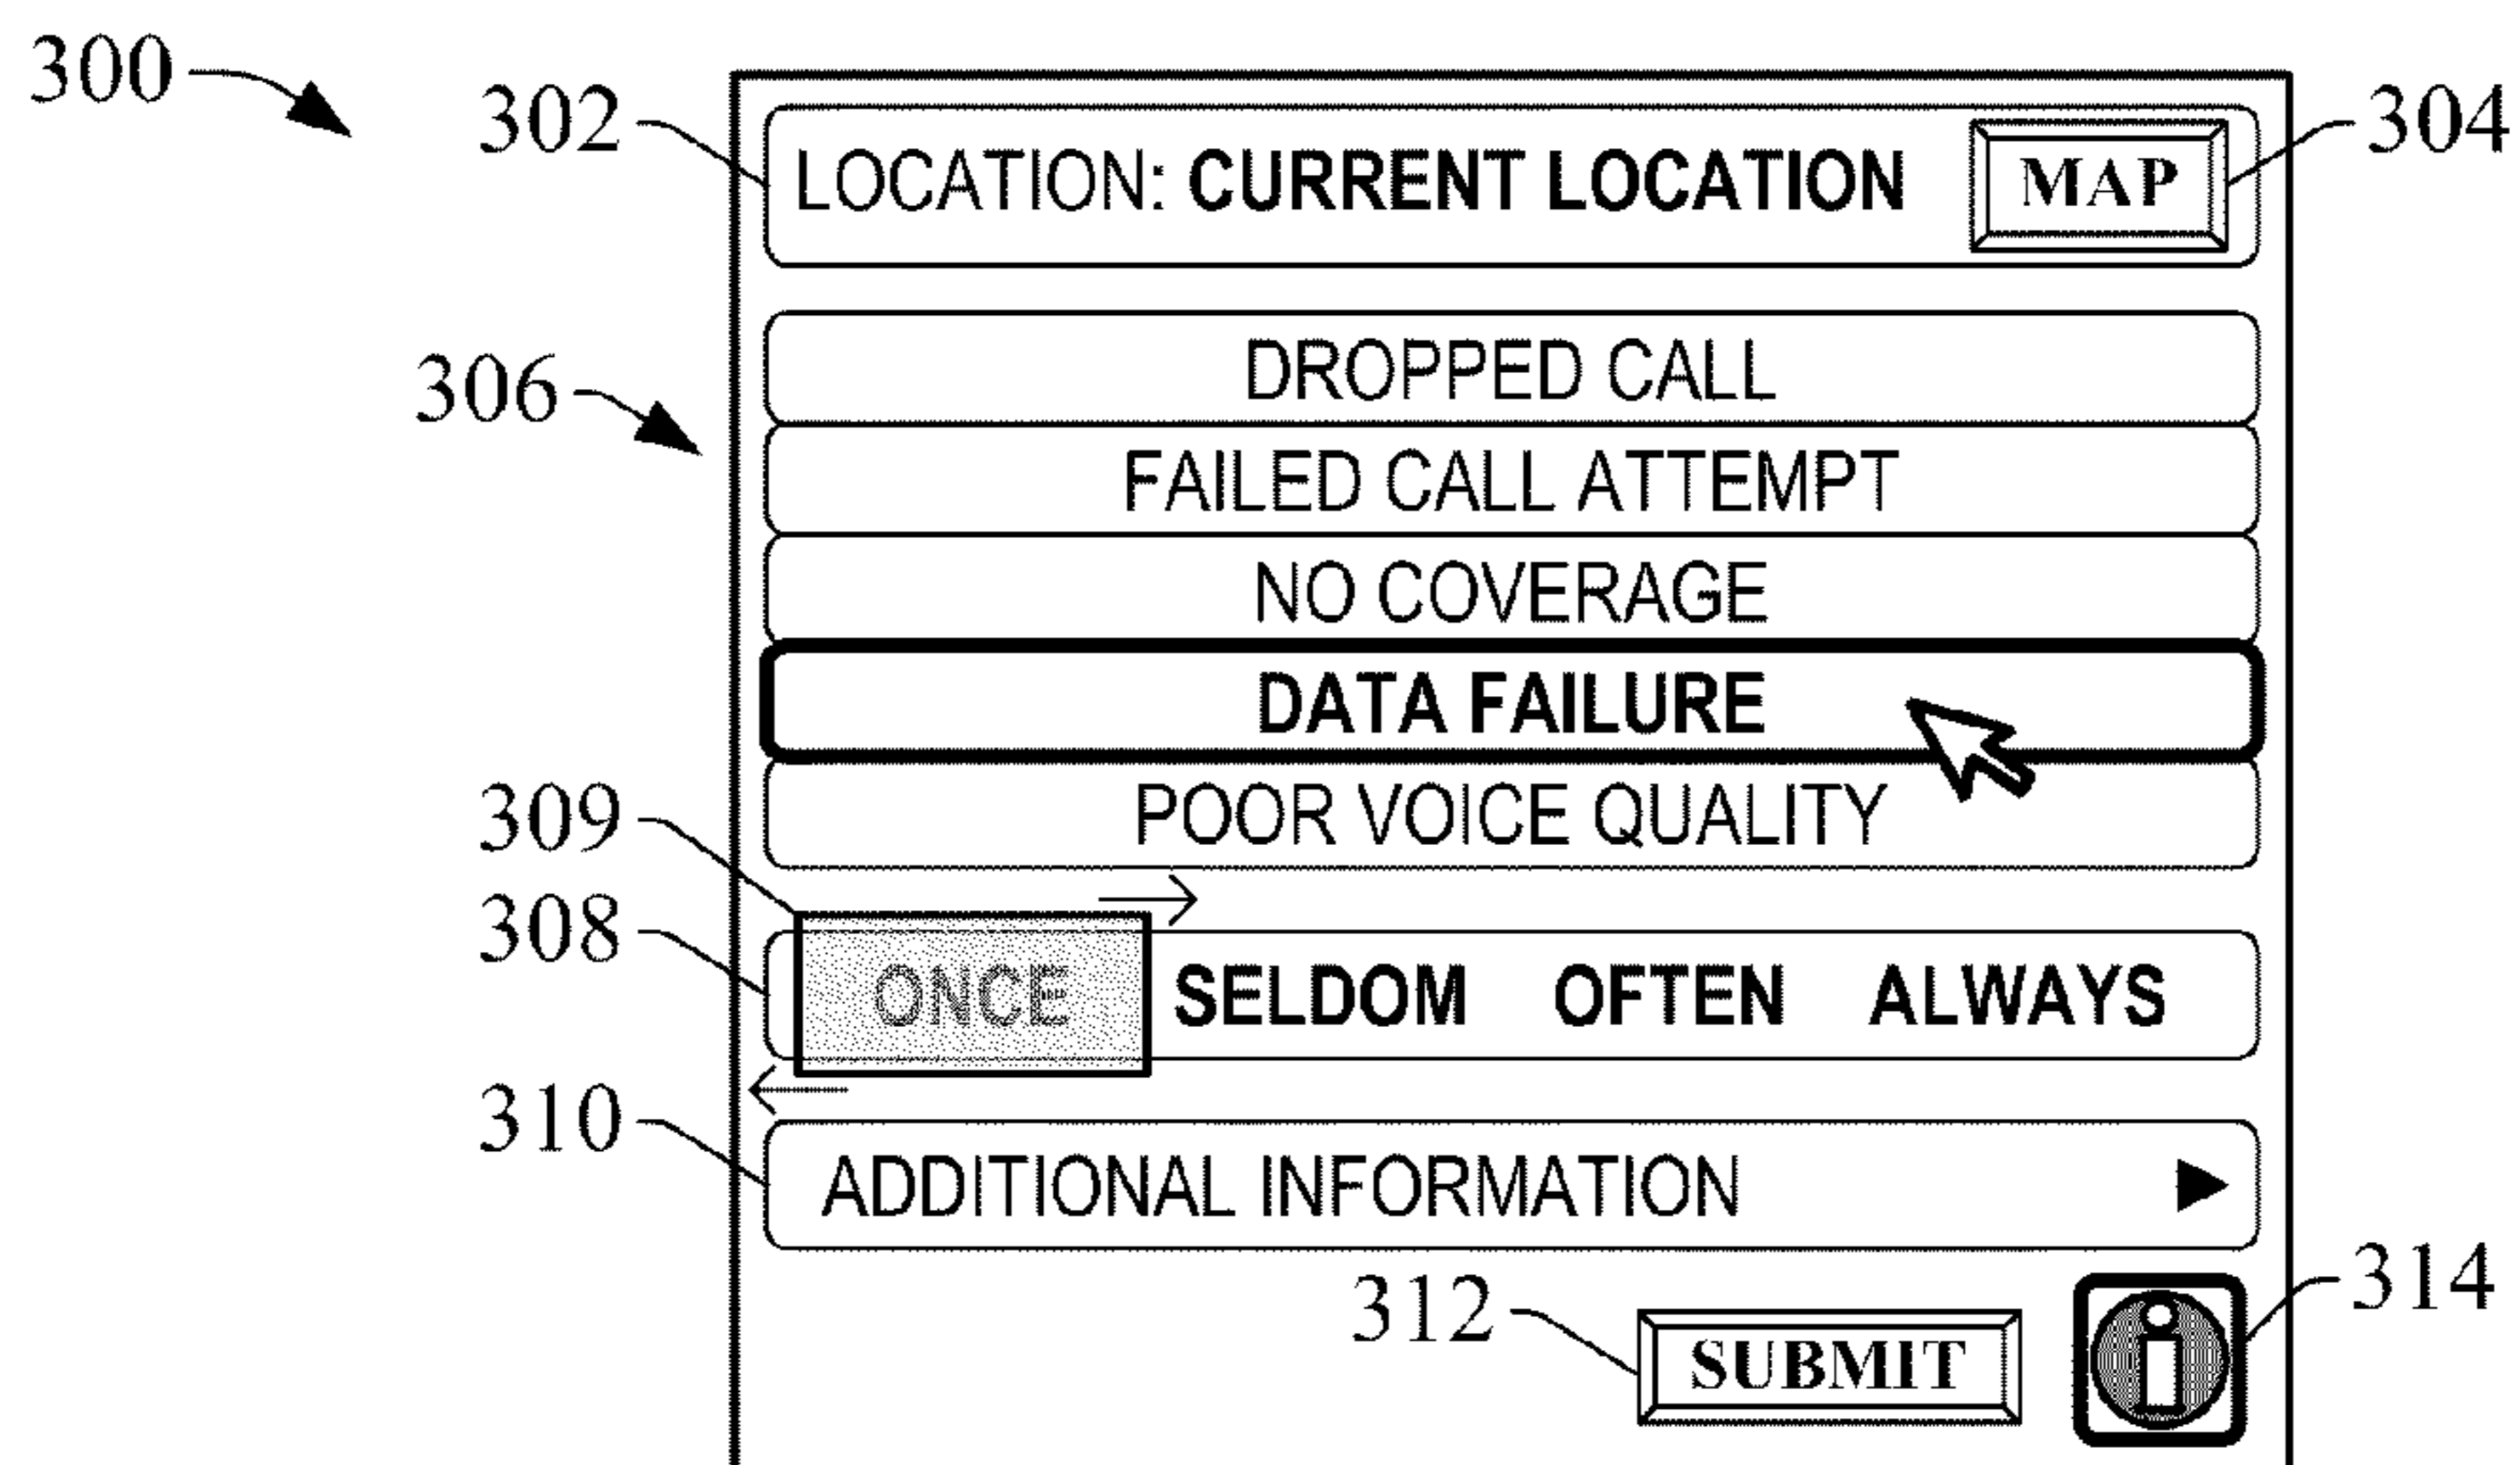 300
302
LOCATION: CURRENT LOCATION MAP
304
306
DROPPED CALL
FAILED CALL ATTEMPT
NO COVERAGE
DATA FAILURE
POOR VOICE QUALITY
309
308
ONCE SELDOM OFTEN ALWAYS
310
ADDITIONAL INFORMATION
312
SUBMIT
i
314